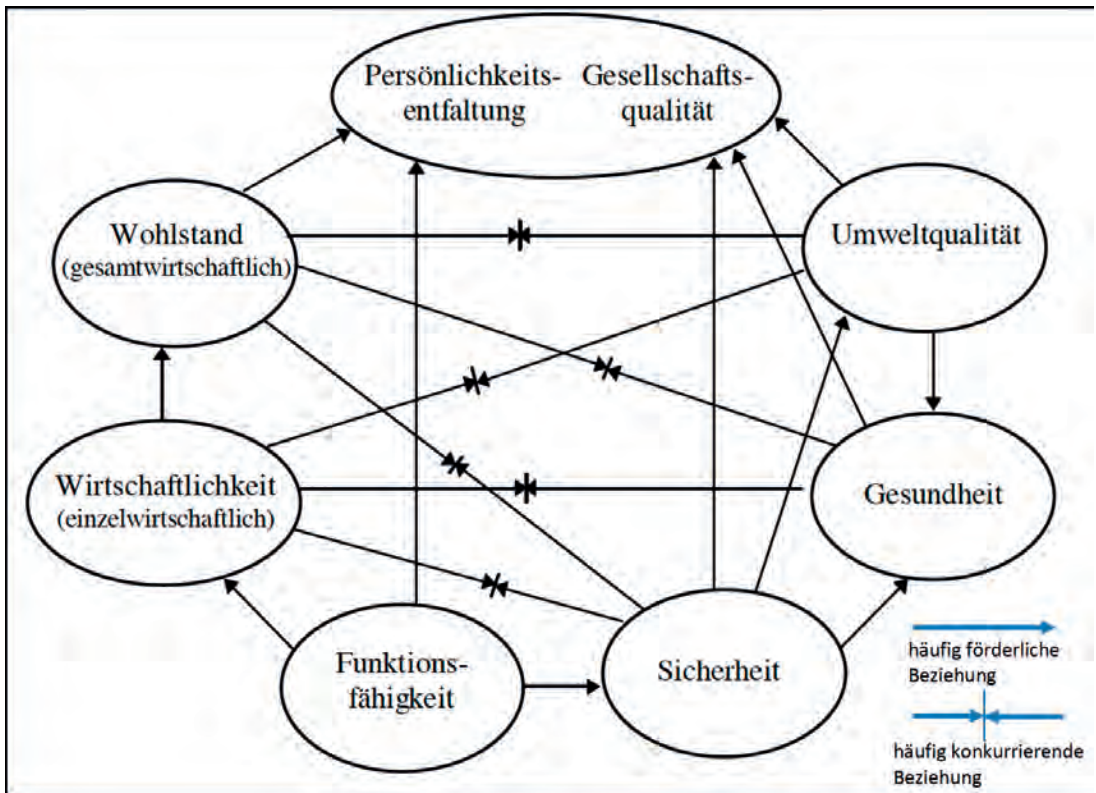 Persönlichkeits-
entfaltung
Gesellschafts-
qualität
Wohlstand
(gesamtwirtschaftlich)
Umweltqualität
Wirtschaftlichkeit
(einzelwirtschaftlich)
Gesundheit
Funktions-
fähigkeit
Sicherheit
häufig förderliche
Beziehung
häufig konkurrierende
Beziehung